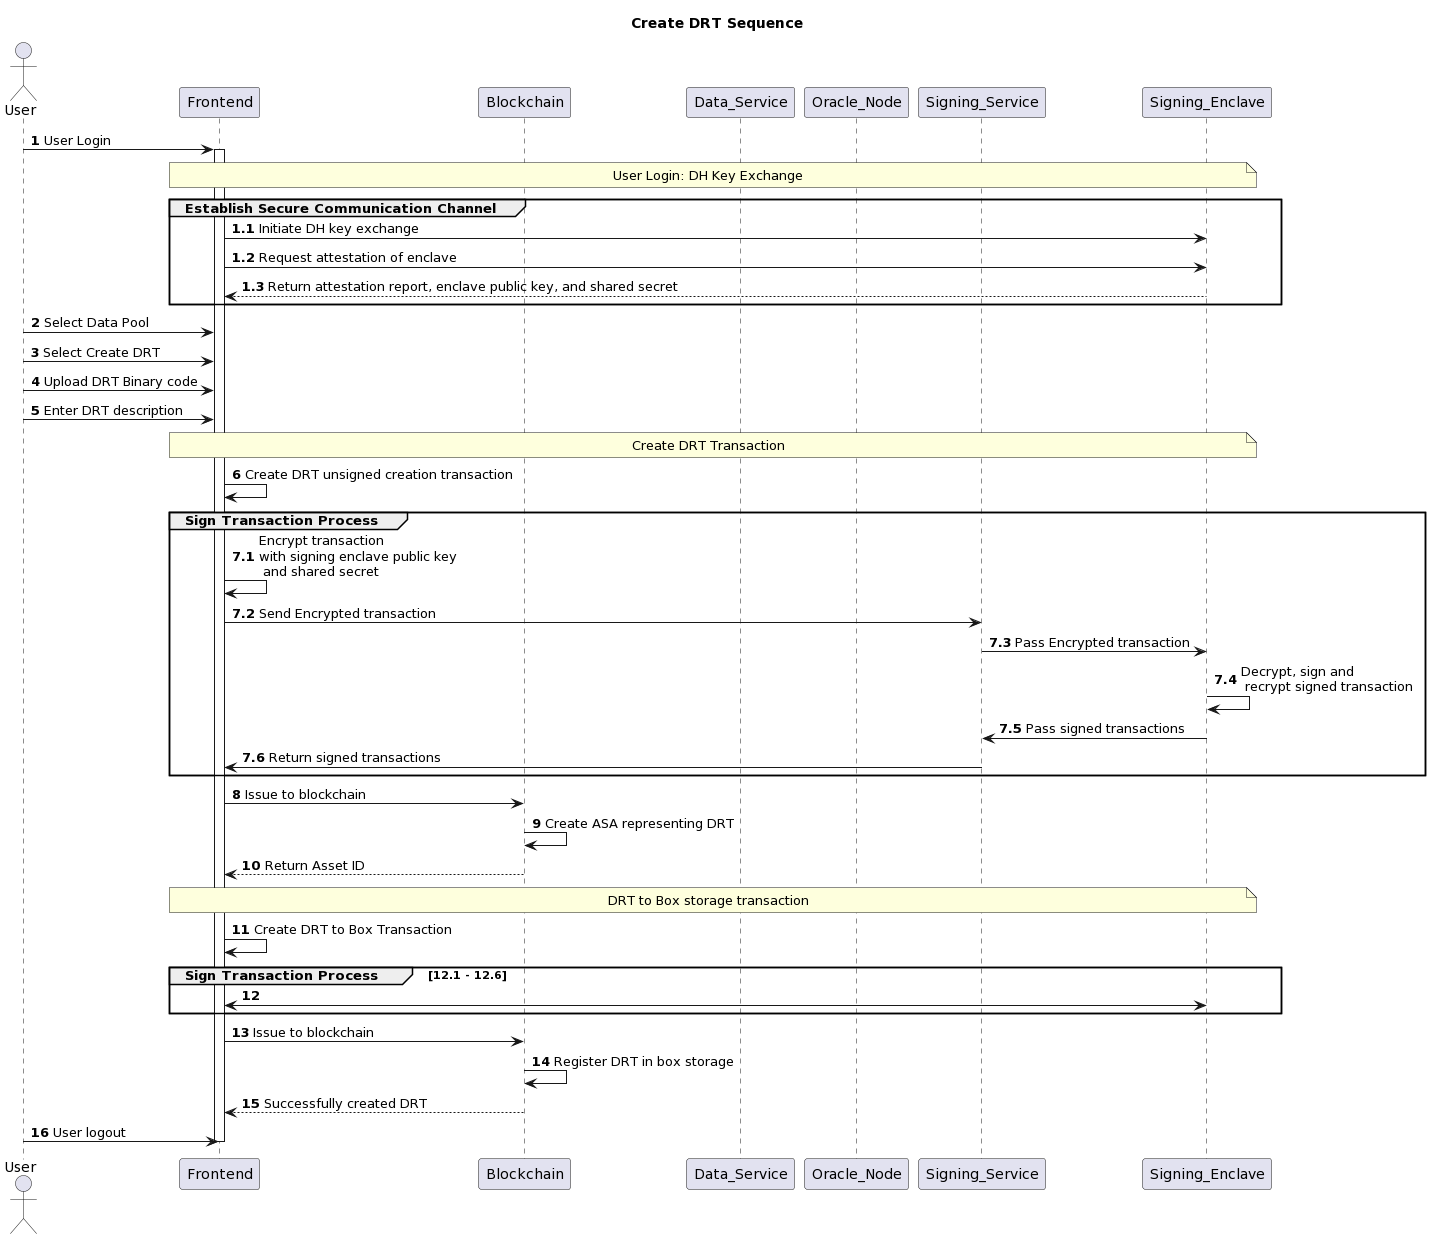 Create DRT Sequence
User
Frontend
Blockchain
Data_Service
Oracle_Node
Signing_Service
Signing_Enclave
1 User Login
User Login: DH Key Exchange
Establish Secure Communication Channel
1.1 Initiate DH key exchange
1.2 Request attestation of enclave
1.3 Return attestation report, enclave public key, and shared secret
2 Select Data Pool
3 Select Create DRT
4 Upload DRT Binary code
5 Enter DRT description
Create DRT Transaction
6 Create DRT unsigned creation transaction
Sign Transaction Process
Encrypt transaction
7.1 with signing enclave public key
and shared secret
7.2 Send Encrypted transaction
7.3 Pass Encrypted transaction
7.4 Decrypt, sign and
recrypt signed transaction
7.5 Pass signed transactions
7.6 Return signed transactions
8 Issue to blockchain
9 Create ASA representing DRT
10 Return Asset ID
DRT to Box storage transaction
11 Create DRT to Box Transaction
Sign Transaction Process [12.1 - 12.6]
12
13 Issue to blockchain
14 Register DRT in box storage
15 Successfully created DRT
16 User logout
User
Frontend
Blockchain
Data_Service
Oracle_Node
Signing_Service
Signing_Enclave